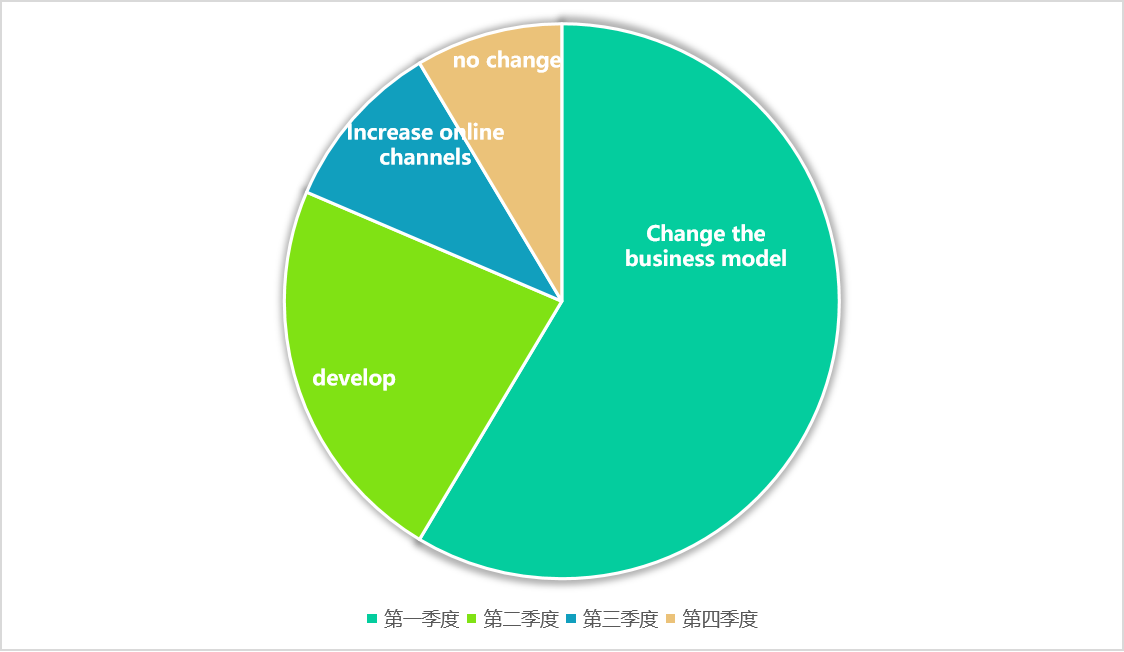 no change
Increase online
channels
Change the
business model
develop
第一季度 第二季度 第三季度 第四季度